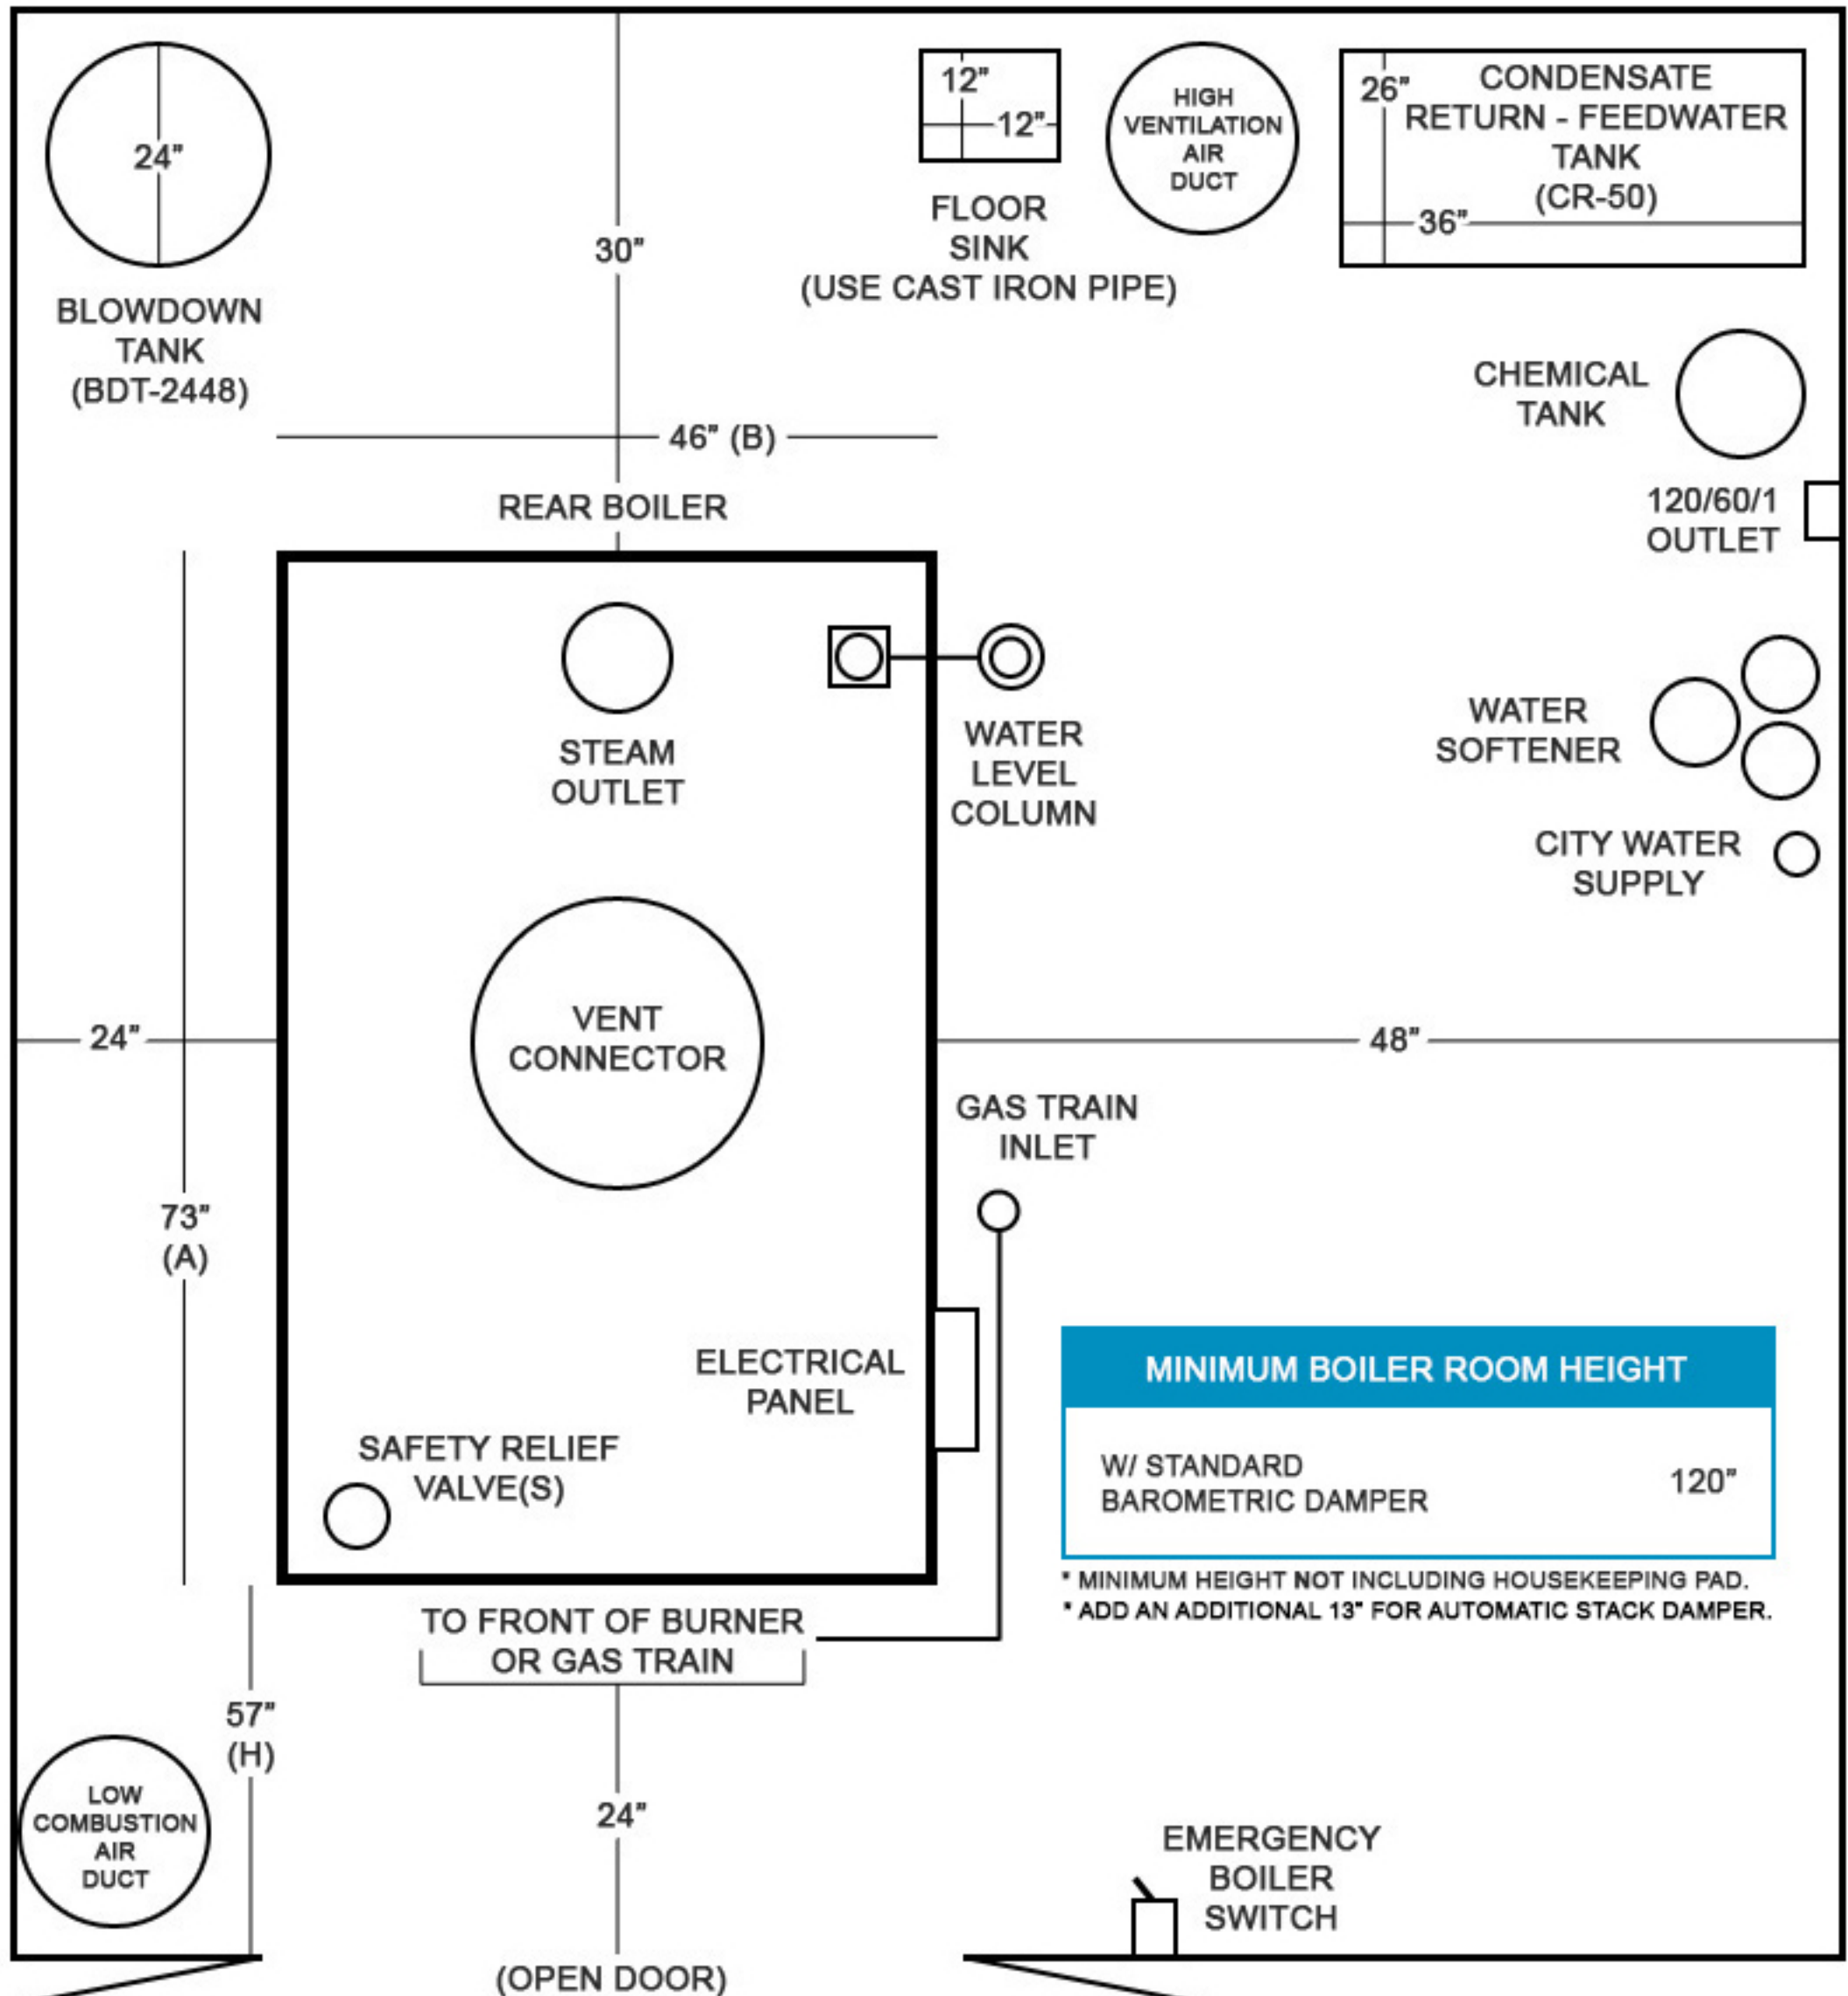 24”
BLOWDOWN
TANK
(BDT-2448)
30”
12”
12”
FLOOR
SINK
(USE CAST IRON PIPE)
HIGH
VENTILATION
AIR
DUCT
26”
CONDENSATE
RETURN - FEEDWATER
TANK
(CR-50)
36”
CHEMICAL
TANK
120/60/1
OUTLET
46” (B)
REAR BOILER
STEAM
OUTLET
WATER
LEVEL
COLUMN
WATER
SOFTENER
CITY WATER
SUPPLY
VENT
CONNECTOR
24”
48”
73”
(A)
GAS TRAIN
INLET
ELECTRICAL
PANEL
SAFETY RELIEF
VALVE(S)
MINIMUM BOILER ROOM HEIGHT
W/ STANDARD
BAROMETRIC DAMPER
120”
* MINIMUM HEIGHT NOT INCLUDING HOUSEKEEPING PAD.
* ADD AN ADDITIONAL 13” FOR AUTOMATIC STACK DAMPER.
TO FRONT OF BURNER
OR GAS TRAIN
57”
(H)
24”
LOW
COMBUSTION
AIR
DUCT
EMERGENCY
BOILER
SWITCH
(OPEN DOOR)